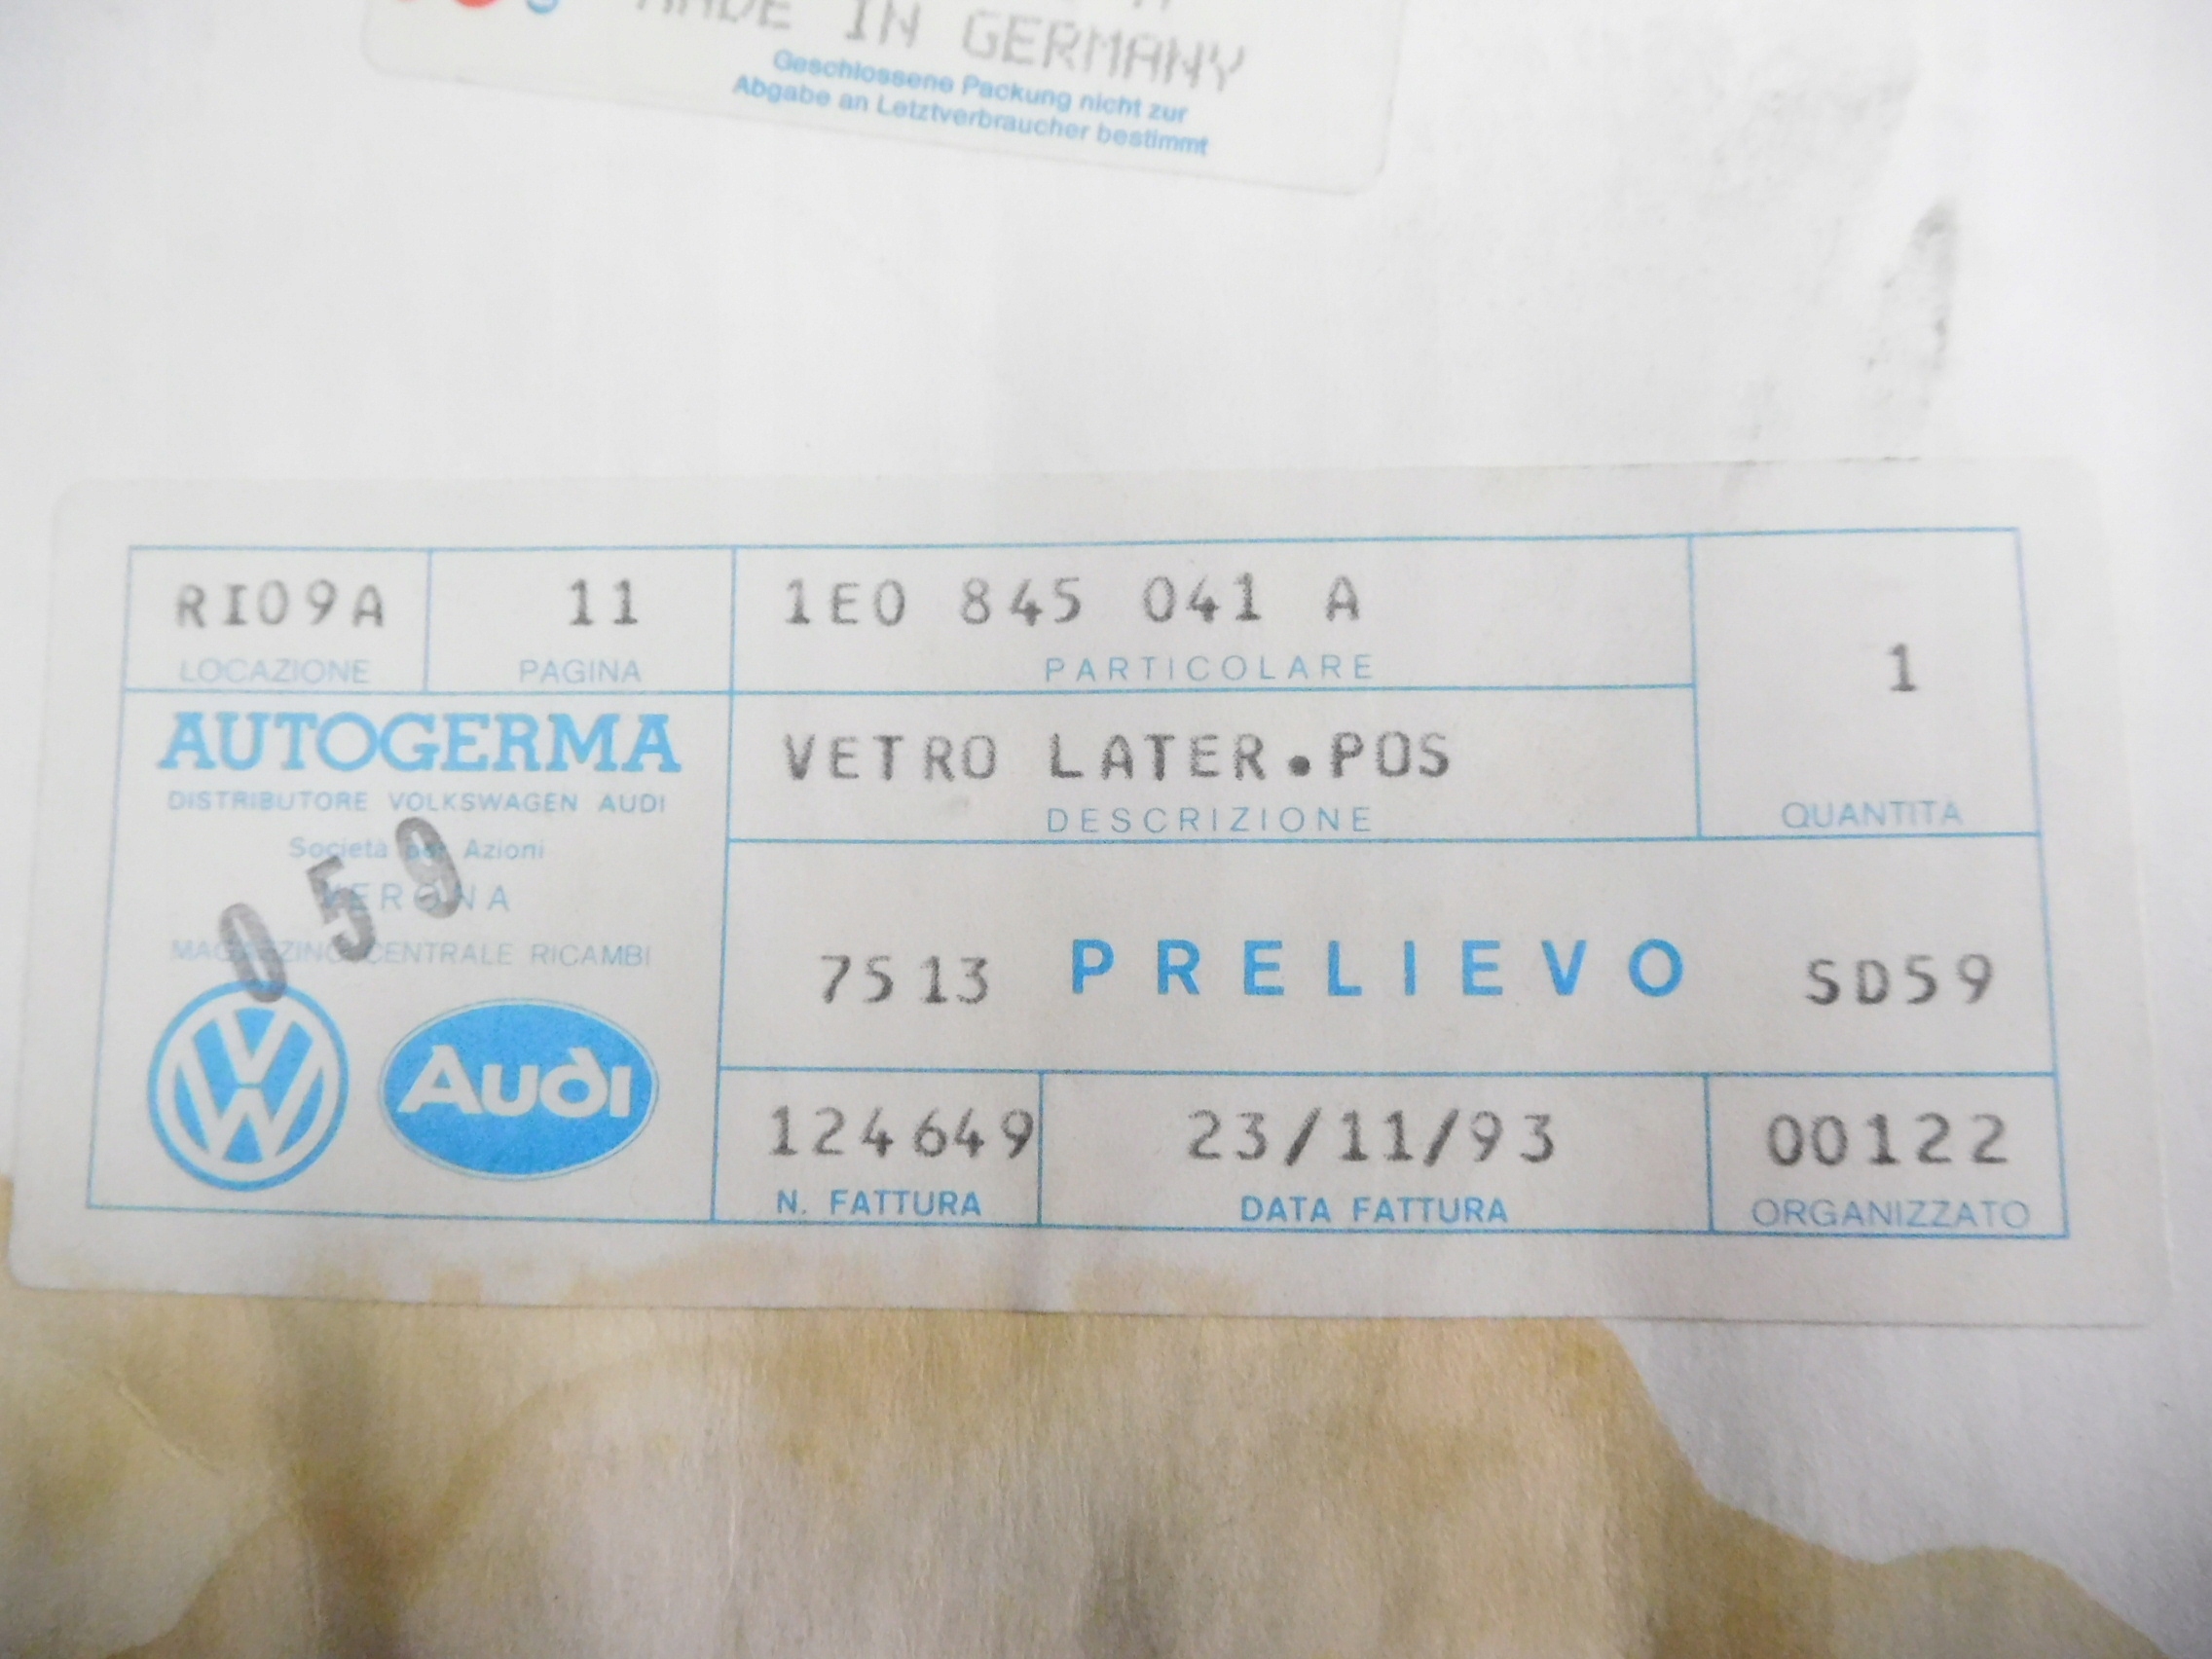 MADE IN GERMANY
Geschlossene Packung nicht zur
Abgabe an Letztverbraucher bestimmt
RI09A 11 1E0 845 041 A
LOCAZIONE PAGINA PARTICOLARE
1
QUANTITA
AUTOGERMA
DISTRIBUTORE VOLKSWAGEN AUDI
Società per Azioni
VERONA
MAGAZZINO CENTRALE RICAMBI
059
VW Audi
VETRO LATER.POS
DESCRIZIONE
7513 PRELIEVO SD59
124649 23/11/93 00122
N. FATTURA DATA FATTURA ORGANIZZATO